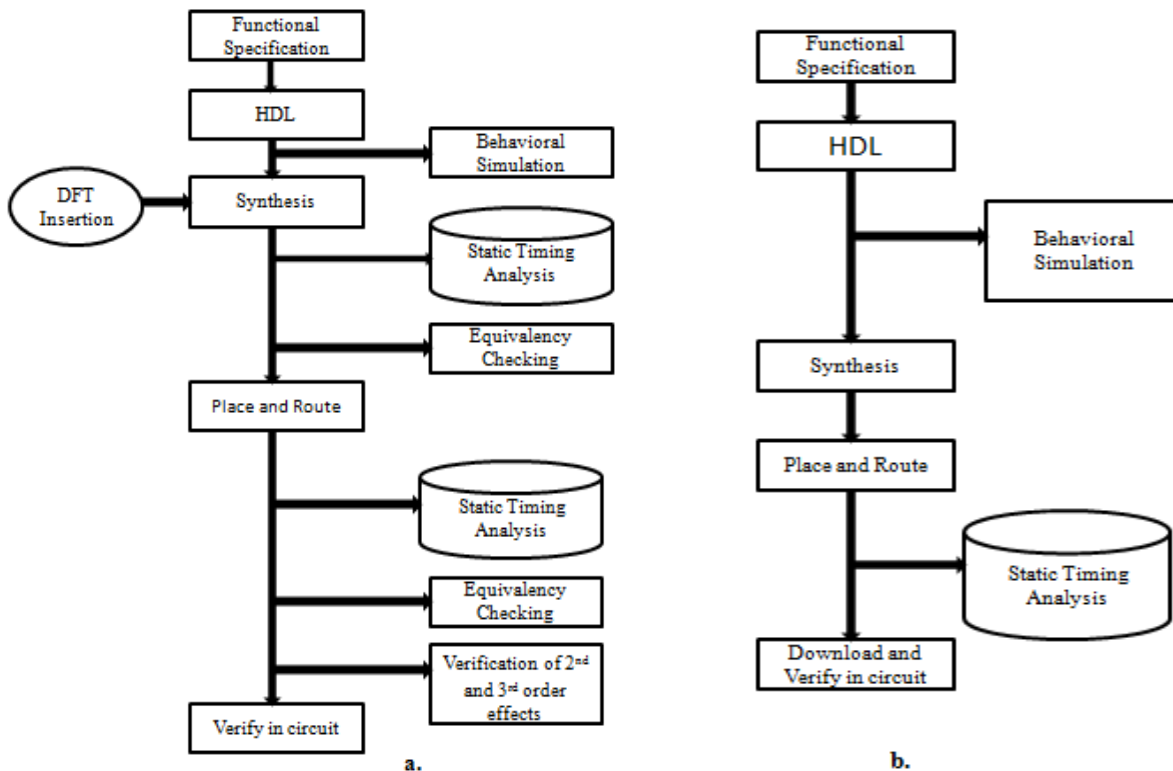 Functional
Specification
HDL
Behavioral
Simulation
DFT
Insertion
Synthesis
Static Timing
Analysis
Equivalency
Checking
Place and Route
Static Timing
Analysis
Equivalency
Checking
Verification of 2nd
and 3rd order
effects
Verify in circuit
a.
Functional
Specification
HDL
Behavioral
Simulation
Synthesis
Place and Route
Static Timing
Analysis
Download and
Verify in circuit
b.